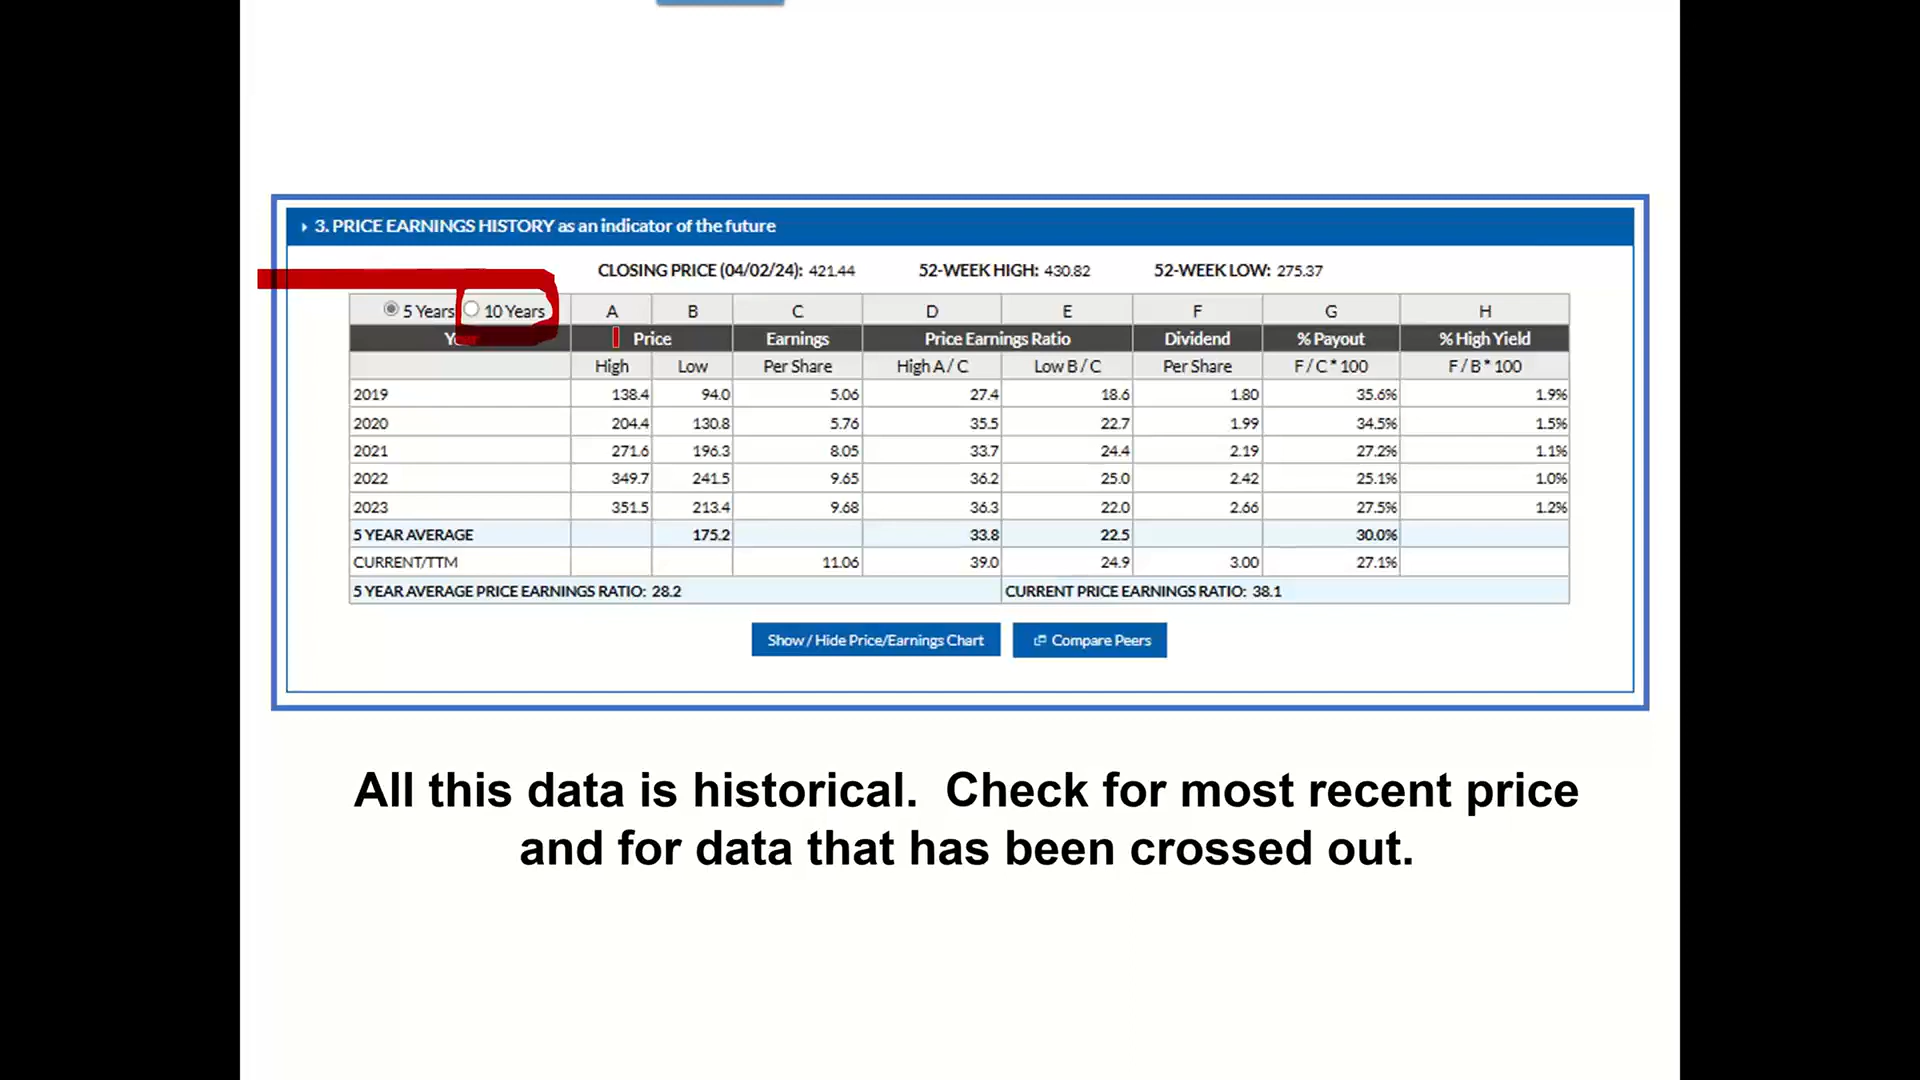 3. PRICE EARNINGS HISTORY as an indicator of the future
CLOSING PRICE (04/02/24): 421.44 52-WEEK HIGH: 430.82 52-WEEK LOW: 275.37
5 Years 10 Years A B C D E F G H
Price Earnings Price Earnings Ratio Dividend % Payout % High Yield
High Low Per Share High A / C Low B / C Per Share F / C * 100 F / B * 100
2019 138.4 94.0 5.06 27.4 18.6 1.80 35.6% 1.9%
2020 204.4 130.8 5.76 35.5 22.7 1.99 34.5% 1.5%
2021 271.6 196.3 8.05 33.7 24.4 2.19 27.2% 1.1%
2022 349.7 241.5 9.65 36.2 25.0 2.42 25.1% 1.0%
2023 351.5 213.4 9.68 36.3 22.0 2.66 27.5% 1.2%
5 YEAR AVERAGE 175.2 33.8 22.5 30.0%
CURRENT/TTM 11.06 39.0 24.9 3.00 27.1%
5 YEAR AVERAGE PRICE EARNINGS RATIO: 28.2 CURRENT PRICE EARNINGS RATIO: 38.1
Show / Hide Price/Earnings Chart Compare Peers
All this data is historical. Check for most recent price
and for data that has been crossed out.